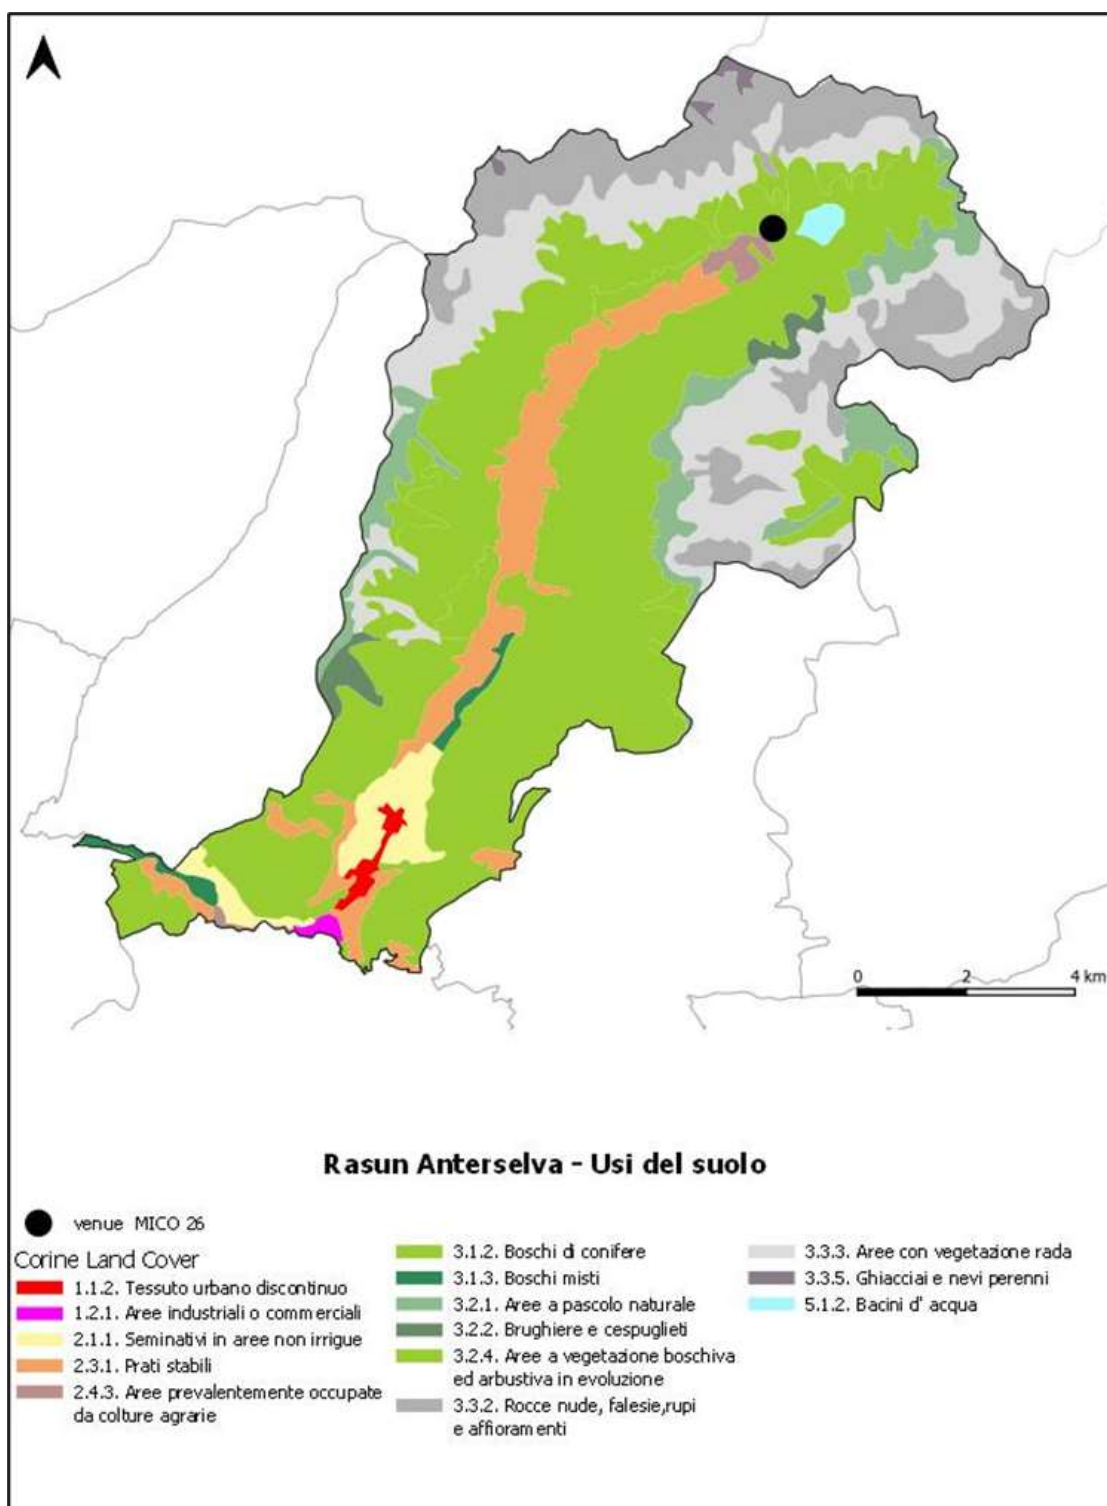 0 2 4 km
Rasun Anterselva - Usi del suolo
venue MICO 26
Corine Land Cover
1.1.2. Tessuto urbano discontinuo
1.2.1. Aree industriali o commerciali
2.1.1. Seminativi in aree non irrigue
2.3.1. Prati stabili
2.4.3. Aree prevalentemente occupate
da colture agrarie
3.1.2. Boschi di conifere
3.1.3. Boschi misti
3.2.1. Aree a pascolo naturale
3.2.2. Brughiere e cespuglieti
3.2.4. Aree a vegetazione boschiva
ed arbustiva in evoluzione
3.3.2. Rocce nude, falesie,rupi
e affioramenti
3.3.3. Aree con vegetazione rada
3.3.5. Ghiacciai e nevi perenni
5.1.2. Bacini d' acqua